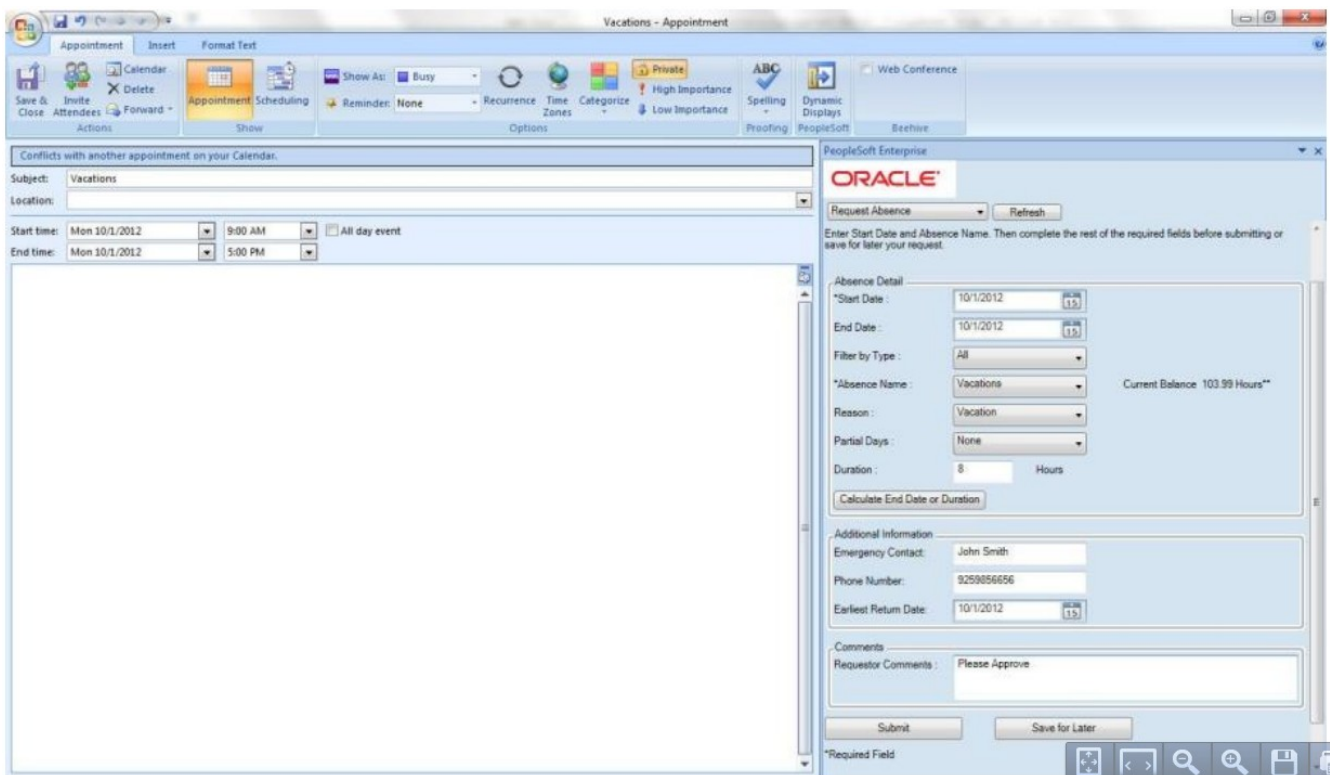 Vacations - Appointment
Appointment Insert Format Text
Save & Close
Invite Attendees
Calendar
Delete
Forward
Actions
Appointment
Scheduling
Show
Show As: Busy
Reminder: None
Recurrence
Time Zones
Categorize
Private
High Importance
Low Importance
Options
ABC
Spelling
Proofing
Dynamic Displays
PeopleSoft
Web Conference
Beehive
Conflicts with another appointment on your Calendar.
Subject: Vacations
Location:
Start time: Mon 10/1/2012 9:00 AM All day event
End time: Mon 10/1/2012 5:00 PM
PeopleSoft Enterprise
ORACLE
Request Absence Refresh
Enter Start Date and Absence Name. Then complete the rest of the required fields before submitting or
save for later your request.
Absence Detail
*Start Date : 10/1/2012 15
End Date : 10/1/2012 15
Filter by Type : All
*Absence Name : Vacations Current Balance 103.99 Hours**
Reason : Vacation
Partial Days : None
Duration : 8 Hours
Calculate End Date or Duration
Additional Information
Emergency Contact: John Smith
Phone Number: 9259856656
Earliest Return Date: 10/1/2012 15
Comments
Requestor Comments : Please Approve
Submit Save for Later
*Required Field